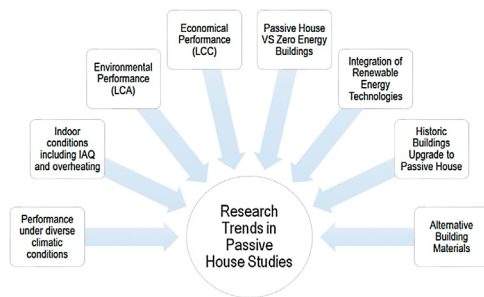 Performance
under diverse
climatic
conditions
Indoor
conditions
including IAQ
and overheating
Environmental
Performance
(LCA)
Economical
Performance
(LCC)
Passive House
VS Zero Energy
Buildings
Integration of
Renewable
Energy
Technologies
Historic
Buildings
Upgrade to
Passive House
Alternative
Building
Materials
Research
Trends in
Passive
House Studies